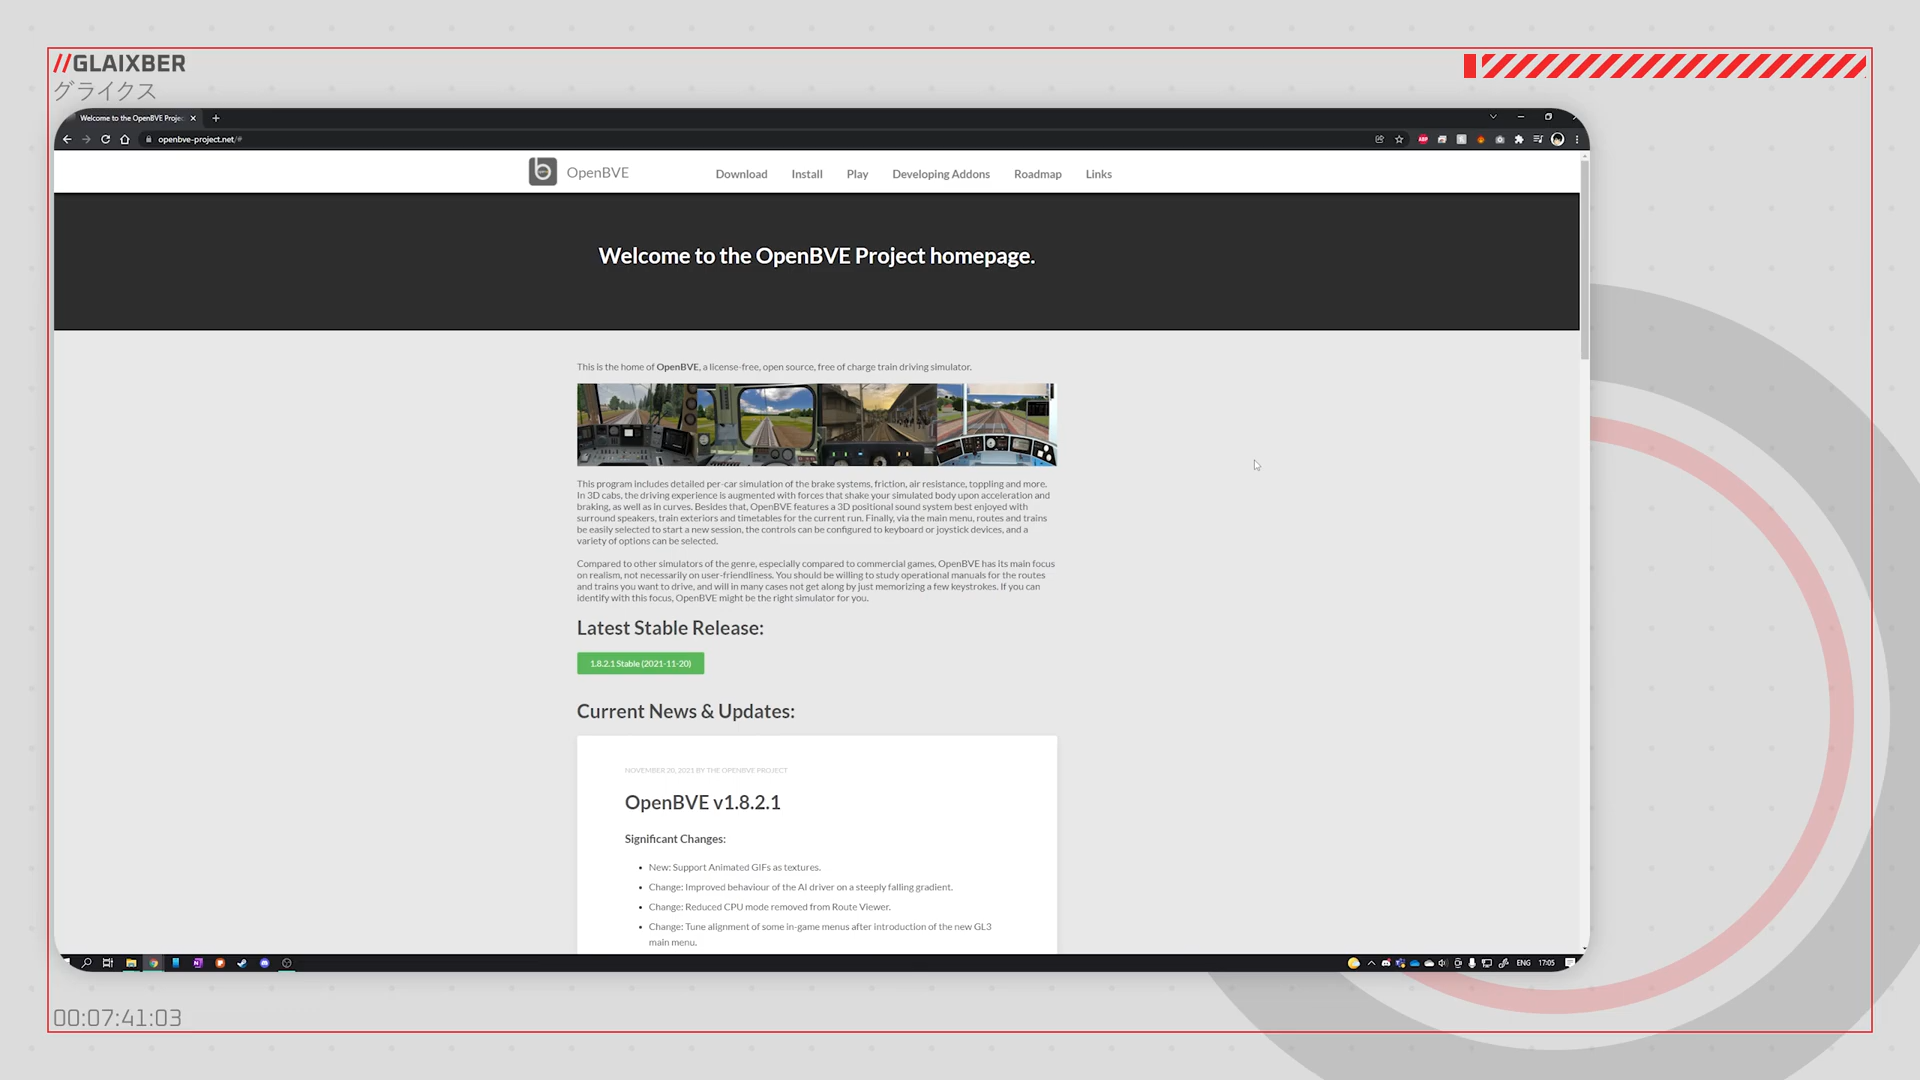 //GLAIXBER
グライクス
Welcome to the OpenBVE Projec
openbve-project.net/#
OpenBVE
Download Install Play Developing Addons Roadmap Links
Welcome to the OpenBVE Project homepage.
This is the home of OpenBVE, a license-free, open source, free of charge train driving simulator.
This program includes detailed per-car simulation of the brake systems, friction, air resistance, toppling and more.
In 3D cabs, the driving experience is augmented with forces that shake your simulated body upon acceleration and
braking, as well as in curves. Besides that, OpenBVE features a 3D positional sound system best enjoyed with
surround speakers, train exteriors and timetables for the current run. Finally, via the main menu, routes and trains
be easily selected to start a new session, the controls can be configured to keyboard or joystick devices, and a
variety of options can be selected.
Compared to other simulators of the genre, especially compared to commercial games, OpenBVE has its main focus
on realism, not necessarily on user-friendliness. You should be willing to study operational manuals for the routes
and trains you want to drive, and will in many cases not get along by just memorizing a few keystrokes. If you can
identify with this focus, OpenBVE might be the right simulator for you.
Latest Stable Release:
1.8.2.1 Stable (2021-11-20)
Current News & Updates:
NOVEMBER 20, 2021 BY THE OPENBVE PROJECT
OpenBVE v1.8.2.1
Significant Changes:
• New: Support Animated GIFs as textures.
• Change: Improved behaviour of the AI driver on a steeply falling gradient.
• Change: Reduced CPU mode removed from Route Viewer.
• Change: Tune alignment of some in-game menus after introduction of the new GL3
main menu.
ENG 17:05
00:07:41:03